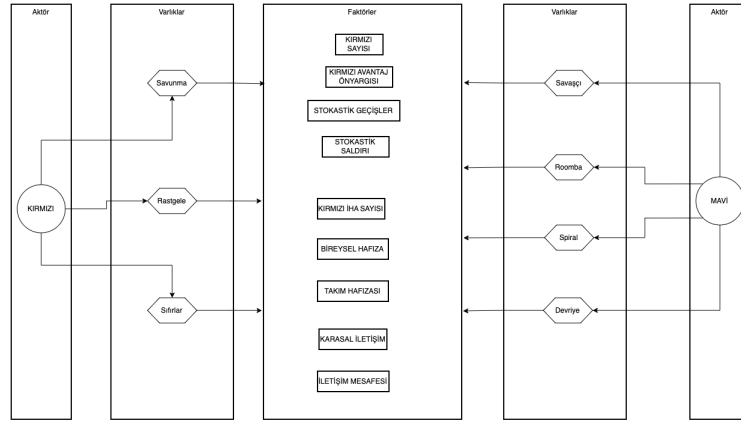 Aktör
Varlıklar
Faktörler
Varlıklar
Aktör
KIRMIZI
SAYISI
KIRMIZI AVANTAJ
ÖNYARGISI
STOKASTİK GEÇİŞLER
STOKASTİK
SALDIRI
KIRMIZI İHA SAYISI
BİREYSEL HAFIZA
TAKIM HAFIZASI
KARASAL İLETİŞİM
İLETİŞİM MESAFESİ
KIRMIZI
Savunma
Rastgele
Sıfırlar
Savaşçı
Roomba
Spiral
Devriye
MAVİ